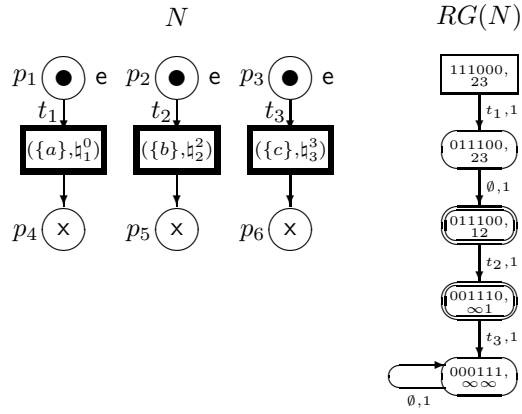 N
RG(N)
p₁ e p₂ e p₃ e
t₁ t₂ t₃
({a},♮₁⁰) ({b},♮₂²) ({c},♮₃³)
p₄ x p₅ x p₆ x
111000,
23
t₁,1
011100,
23
∅,1
011100,
12
t₂,1
001110,
∞1
t₃,1
000111,
∞∞
∅,1